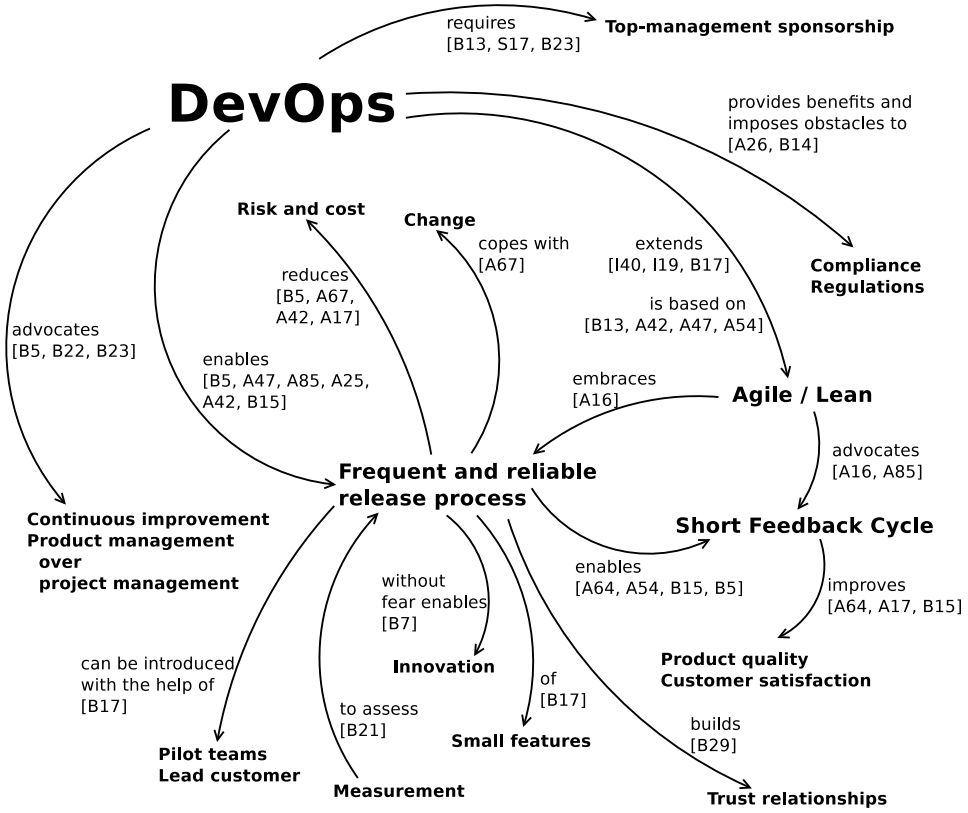 requires
[B13, S17, B23]
Top-management sponsorship
DevOps
provides benefits and
imposes obstacles to
[A26, B14]
Risk and cost
Change
copes with
[A67]
extends
[I40, I19, B17]
Compliance
Regulations
reduces
[B5, A67,
A42, A17]
is based on
[B13, A42, A47, A54]
advocates
[B5, B22, B23]
enables
[B5, A47, A85, A25,
A42, B15]
embraces
[A16]
Agile / Lean
advocates
[A16, A85]
Frequent and reliable
release process
Continuous improvement
Product management
over
project management
Short Feedback Cycle
enables
[A64, A54, B15, B5]
improves
[A64, A17, B15]
without
fear enables
[B7]
Innovation
Product quality
Customer satisfaction
can be introduced
with the help of
[B17]
of
[B17]
to assess
[B21]
builds
[B29]
Small features
Pilot teams
Lead customer
Measurement
Trust relationships